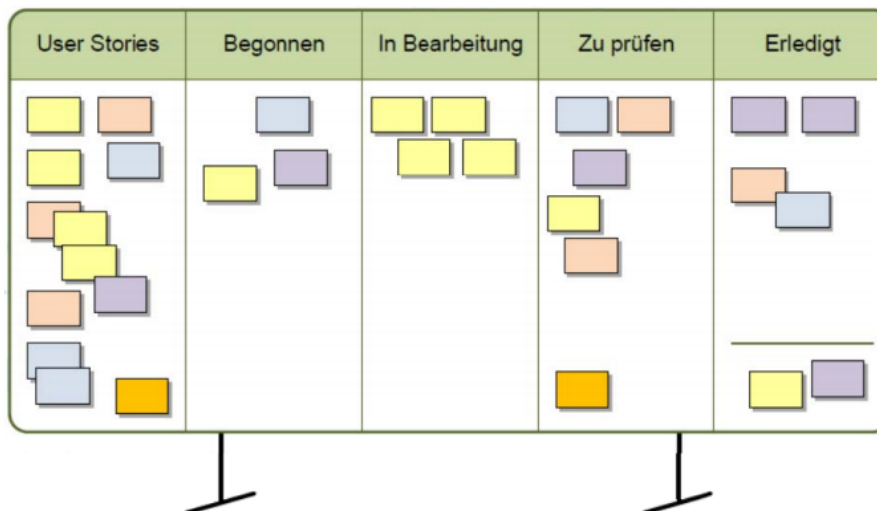 User Stories
Begonnen
In Bearbeitung
Zu prüfen
Erledigt